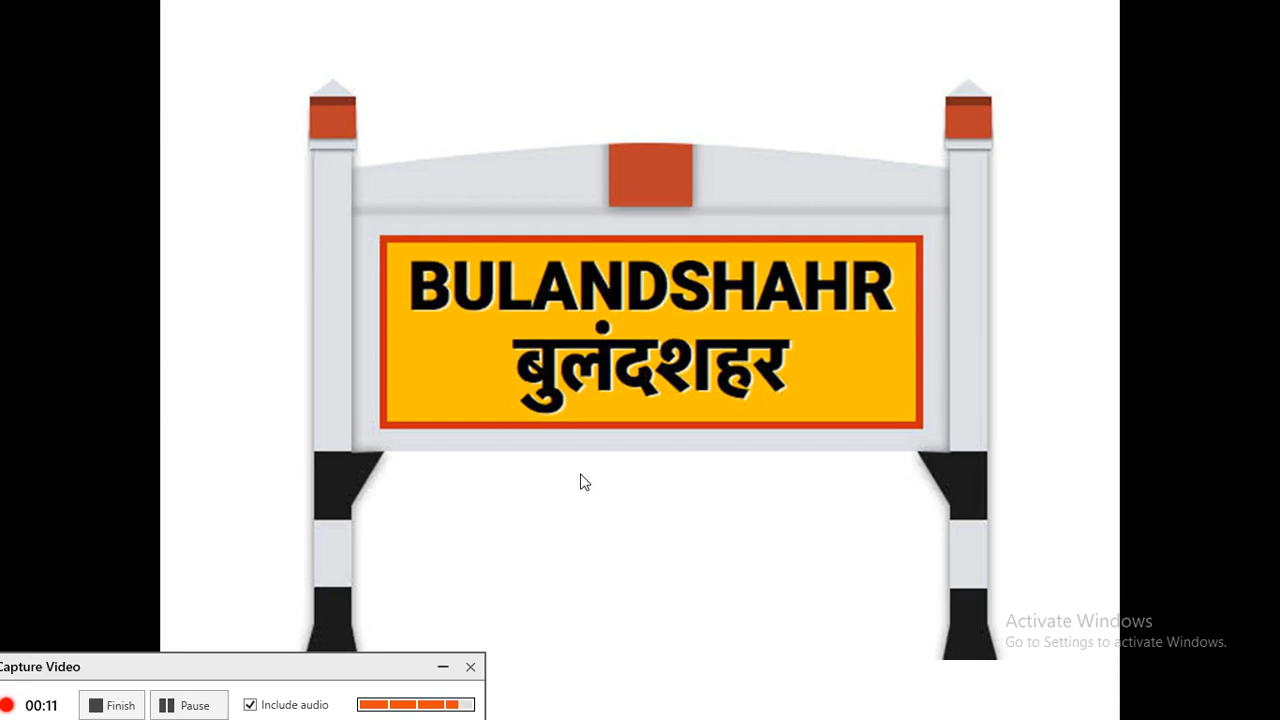 BULANDSHAHR
बुलंदशहर
Activate Windows
Go to Settings to activate Windows.
Capture Video
00:11
Finish
Pause
Include audio